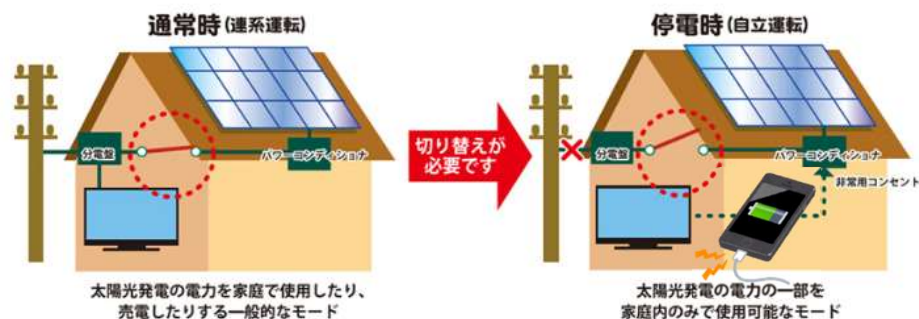 通常時(連系運転)
分電盤
パワーコンディショナ
太陽光発電の電力を家庭で使用したり、
売電したりする一般的なモード
切り替えが
必要です
停電時(自立運転)
分電盤
パワーコンディショナ
非常用コンセント
太陽光発電の電力の一部を
家庭内のみで使用可能なモード